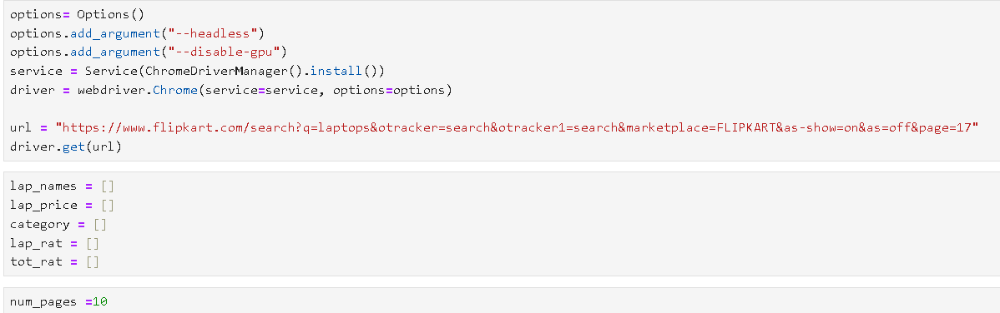 options= Options()
options.add_argument("--headless")
options.add_argument("--disable-gpu")
service = Service(ChromeDriverManager().install())
driver = webdriver.Chrome(service=service, options=options)
url = "https://www.flipkart.com/search?q=laptops&otracker=search&otracker1=search&marketplace=FLIPKART&as-show=on&as=off&page=17"
driver.get(url)
lap_names = []
lap_price = []
category = []
lap_rat = []
tot_rat = []
num_pages =10